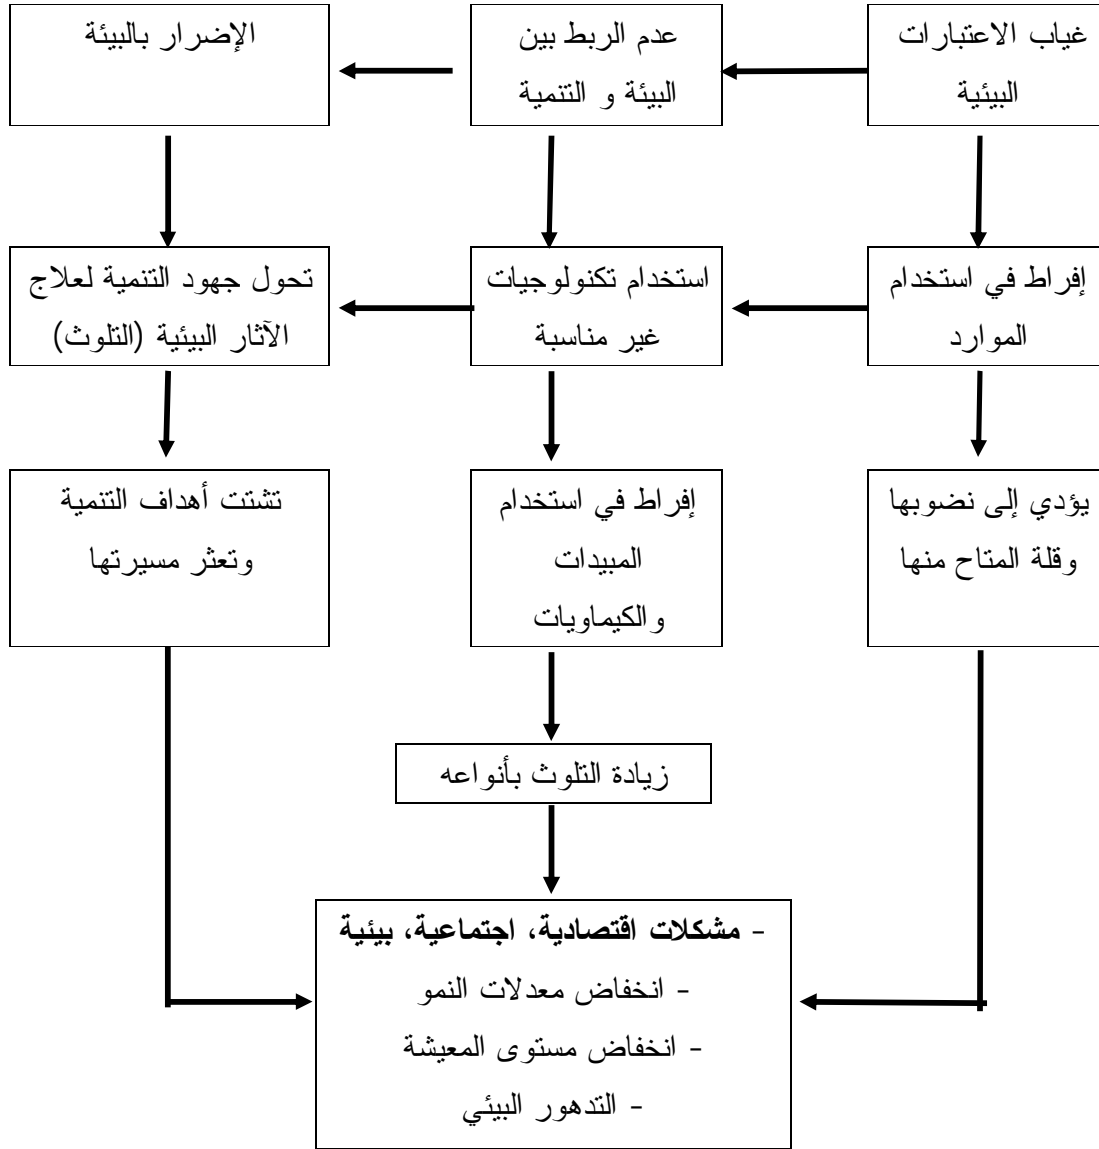 غياب الاعتبارات
البيئية
عدم الربط بين
البيئة و التنمية
الإضرار بالبيئة
إفراط في استخدام
الموارد
استخدام تكنولوجيات
غير مناسبة
تحول جهود التنمية لعلاج
الآثار البيئية (التلوث)
يؤدي إلى نضوبها
وقلة المتاح منها
إفراط في استخدام
المبيدات
والكيماويات
تشتت أهداف التنمية
وتعثر مسيرتها
زيادة التلوث بأنواعه
- مشكلات اقتصادية، اجتماعية، بيئية
- انخفاض معدلات النمو
- انخفاض مستوى المعيشة
- التدهور البيئي